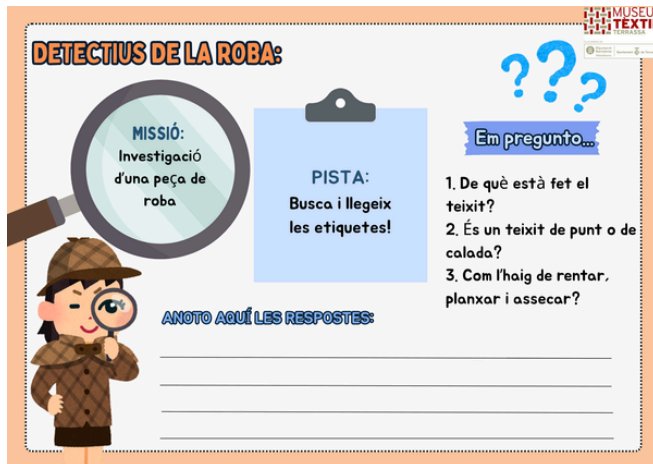 MUSEU
TÈXTI
TERRASSA
DETECTIUS DE LA ROBA:
MISSIÓ:
Investigació
d'una peça de
roba
PISTA:
Busca i llegeix
les etiquetes!
???
Em pregunto...
1. De què està fet el
teixit?
2. És un teixit de punt o de
calada?
3. Com l'haig de rentar,
planxar i assecar?
ANOTO AQUÍ LES RESPOSTES: